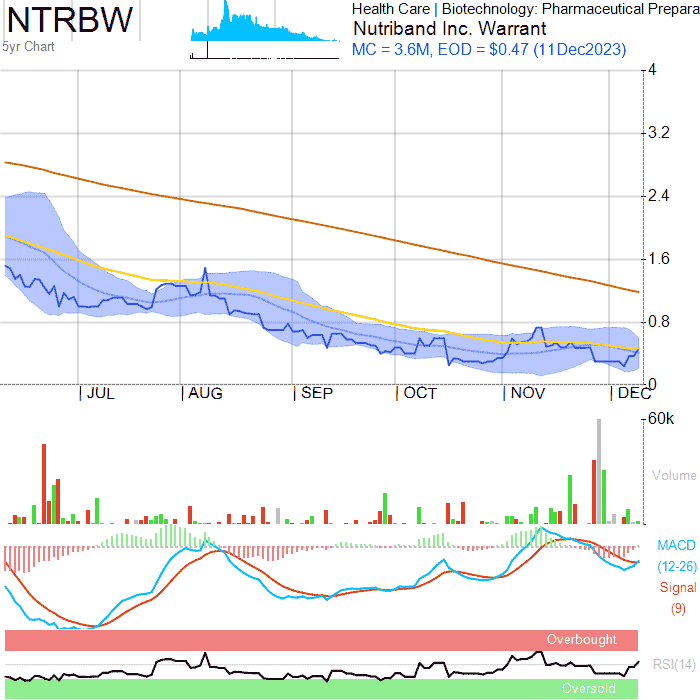 NTRBW
5yr Chart
Health Care | Biotechnology: Pharmaceutical Prepara
Nutriband Inc. Warrant
MC = 3.6M, EOD = $0.47 (11Dec2023)
4
3.2
2.4
1.6
0.8
0
JUL AUG SEP OCT NOV DEC
60k
Volume
MACD
(12-26)
Signal
(9)
Overbought
RSI(14)
Oversold